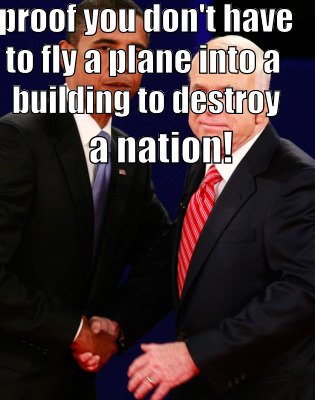 proof you don't have
to fly a plane into a
building to destroy
a nation!